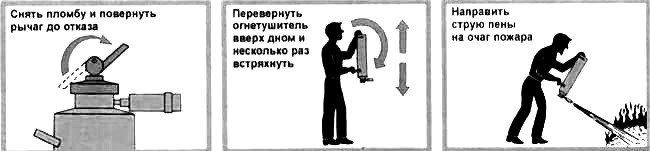 Снять пломбу и повернуть
рычаг до отказа
Перевернуть
огнетушитель
вверх дном и
несколько раз
встряхнуть
Направить
струю пены
на очаг пожара